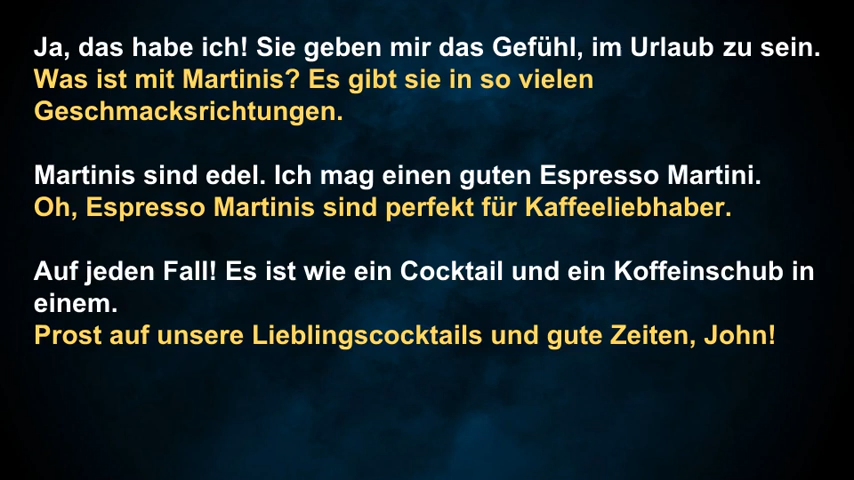 Ja, das habe ich! Sie geben mir das Gefühl, im Urlaub zu sein.
Was ist mit Martinis? Es gibt sie in so vielen
Geschmacksrichtungen.
Martinis sind edel. Ich mag einen guten Espresso Martini.
Oh, Espresso Martinis sind perfekt für Kaffeeliebhaber.
Auf jeden Fall! Es ist wie ein Cocktail und ein Koffeinschub in
einem.
Prost auf unsere Lieblingscocktails und gute Zeiten, John!